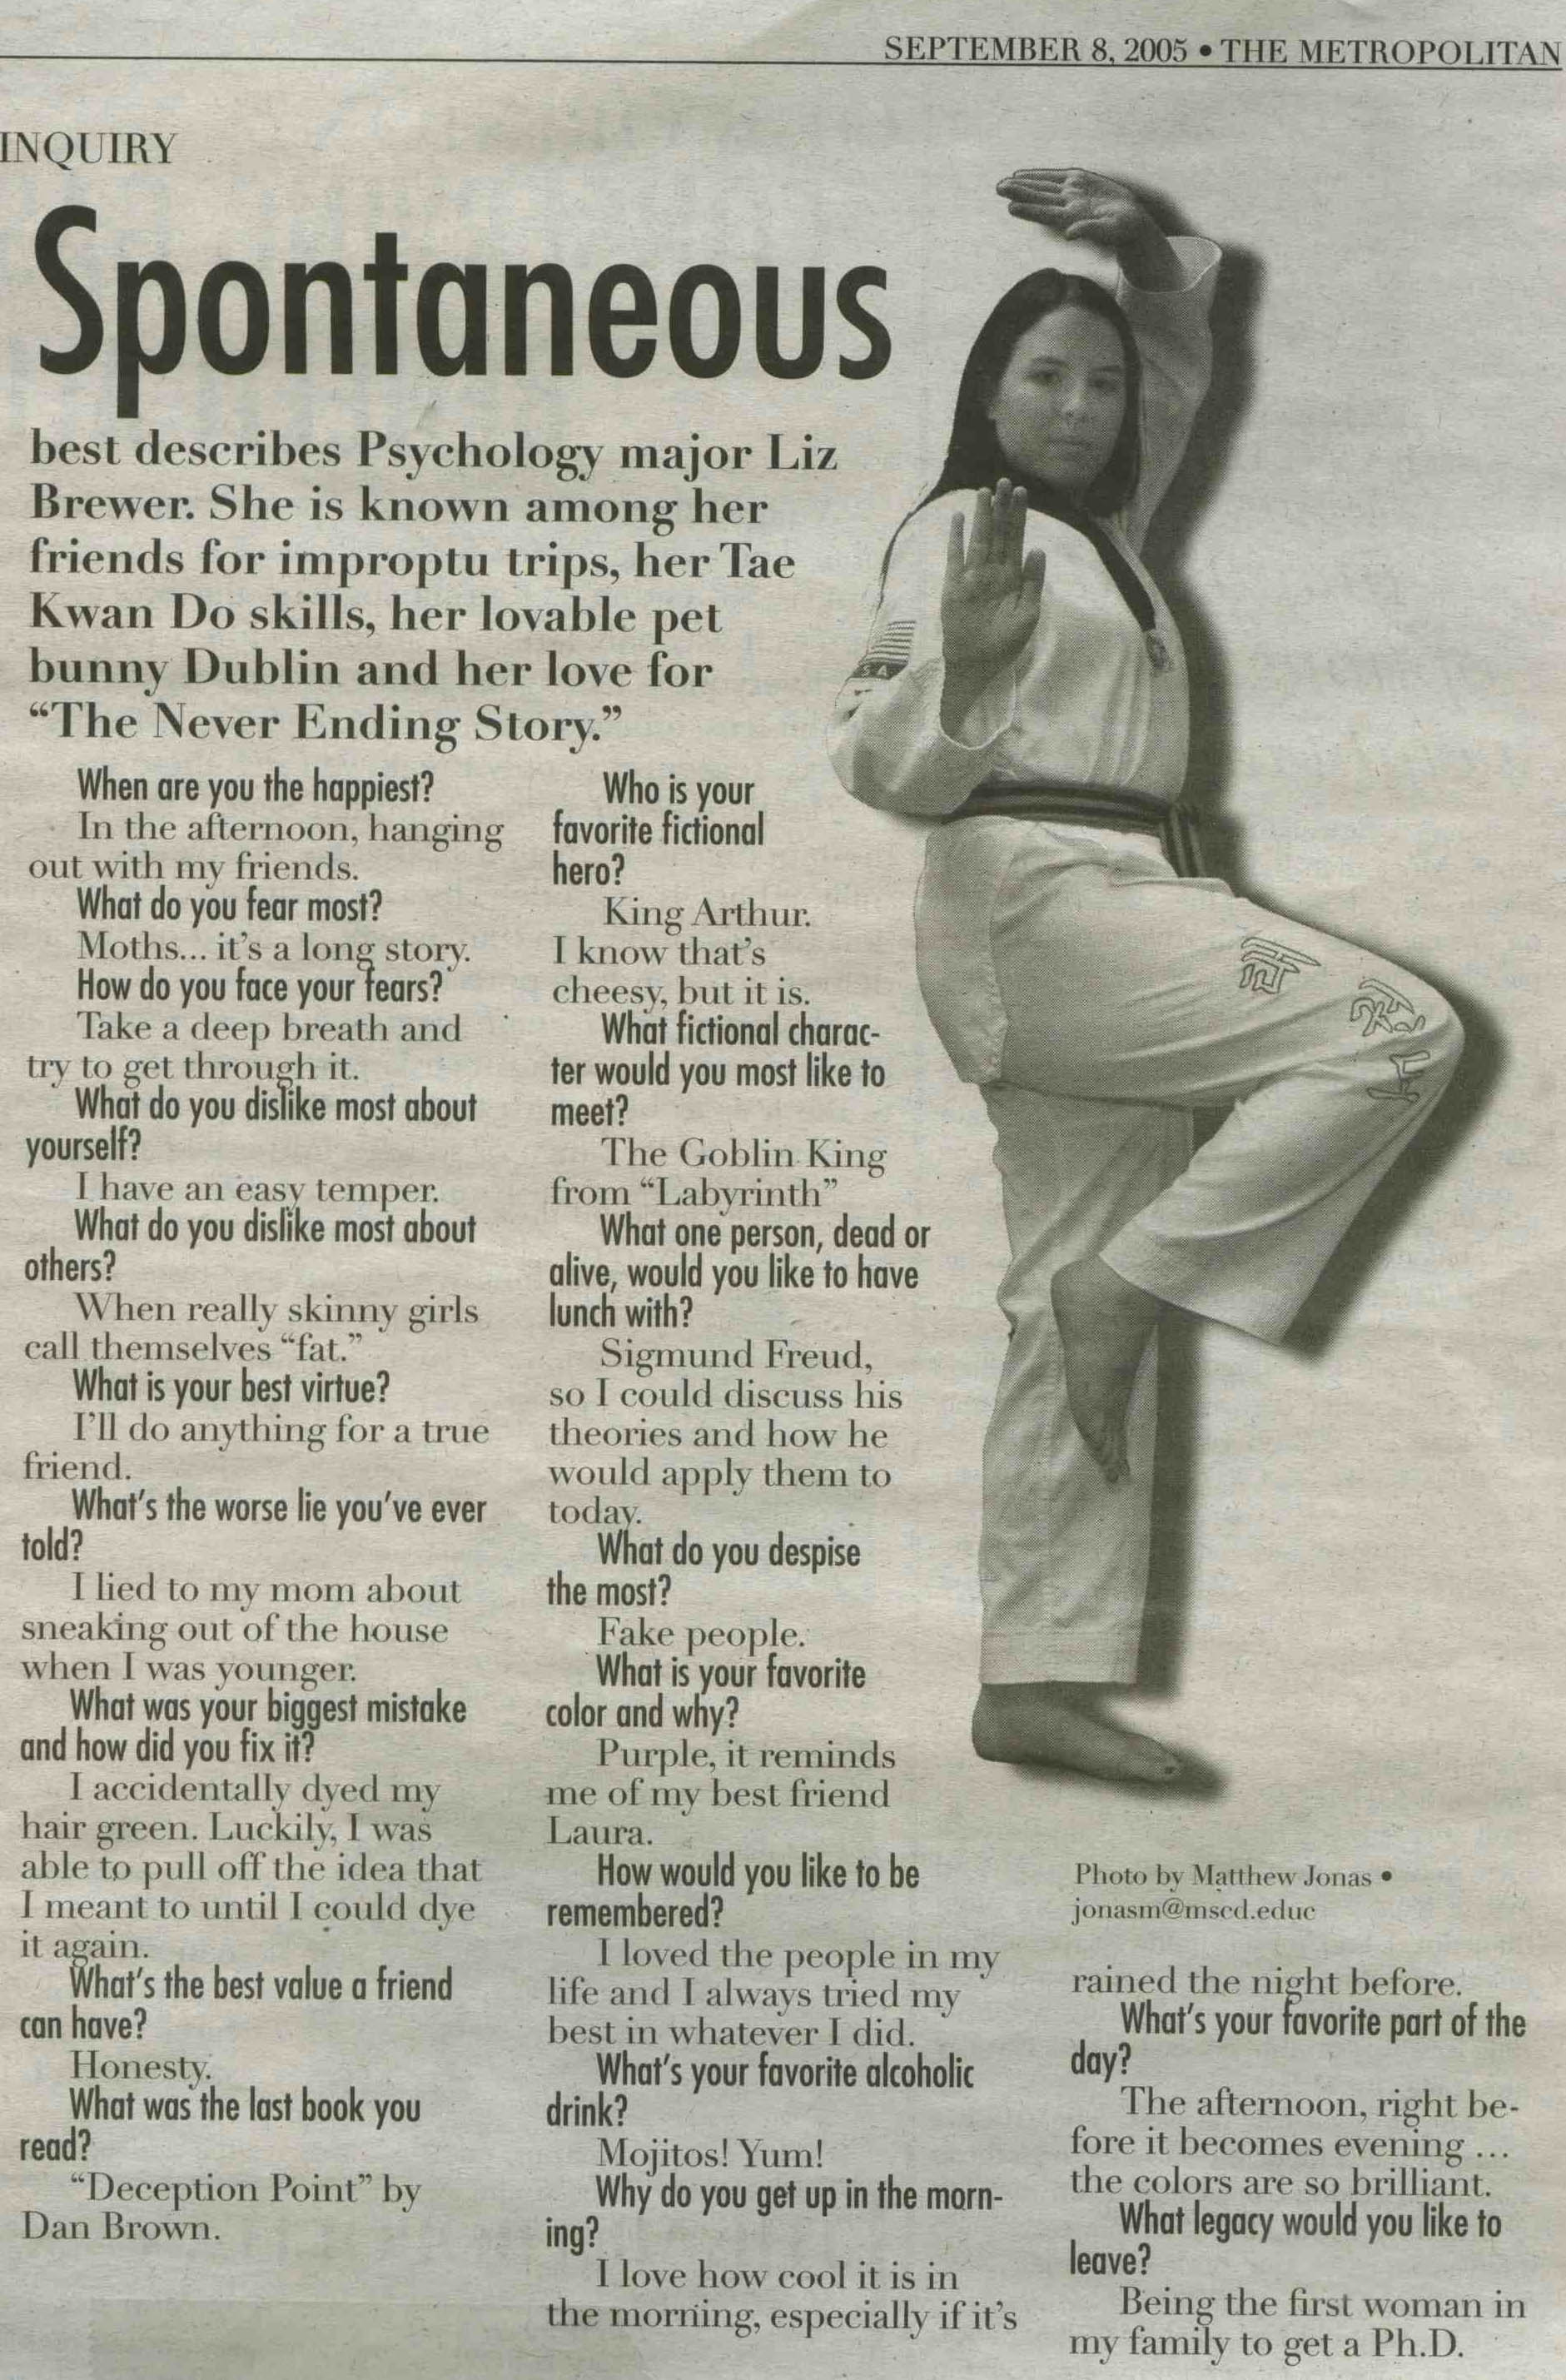 SEPTEMBER 8, 2005 • THE METROPOLITAN
INQUIRY
Spontaneous
best describes Psychology major Liz
Brewer. She is known among her
friends for improptu trips, her Tae
Kwan Do skills, her lovable pet
bunny Dublin and her love for
“The Never Ending Story.”
When are you the happiest?
In the afternoon, hanging
out with my friends.
What do you fear most?
Moths... it’s a long story.
How do you face your fears?
Take a deep breath and
try to get through it.
What do you dislike most about
yourself?
I have an easy temper.
What do you dislike most about
others?
When really skinny girls
call themselves “fat.”
What is your best virtue?
I’ll do anything for a true
friend.
What’s the worse lie you’ve ever
told?
I lied to my mom about
sneaking out of the house
when I was younger.
What was your biggest mistake
and how did you fix it?
I accidentally dyed my
hair green. Luckily, I was
able to pull off the idea that
I meant to until I could dye
it again.
What’s the best value a friend
can have?
Honesty.
What was the last book you
read?
“Deception Point” by
Dan Brown.
Who is your
favorite fictional
hero?
King Arthur.
I know that’s
cheesy, but it is.
What fictional charac-
ter would you most like to
meet?
The Goblin King
from “Labyrinth”
What one person, dead or
alive, would you like to have
lunch with?
Sigmund Freud,
so I could discuss his
theories and how he
would apply them to
today.
What do you despise
the most?
Fake people.
What is your favorite
color and why?
Purple, it reminds
me of my best friend
Laura.
How would you like to be
remembered?
I loved the people in my
life and I always tried my
best in whatever I did.
What’s your favorite alcoholic
drink?
Mojitos! Yum!
Why do you get up in the morn-
ing?
I love how cool it is in
the morning, especially if it’s
Photo by Matthew Jonas •
jonasm@mscd.educ
rained the night before.
What’s your favorite part of the
day?
The afternoon, right be-
fore it becomes evening ...
the colors are so brilliant.
What legacy would you like to
leave?
Being the first woman in
my family to get a Ph.D.